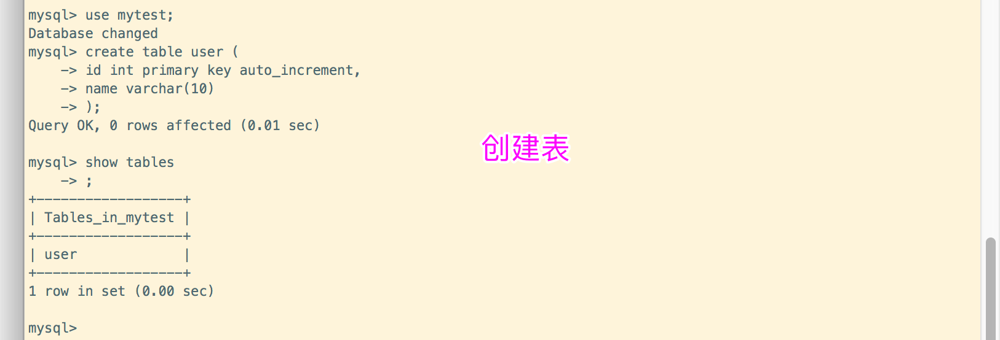 mysql> use mytest;
Database changed
mysql> create table user (
    -> id int primary key auto_increment,
    -> name varchar(10)
    -> );
Query OK, 0 rows affected (0.01 sec)
创建表
mysql> show tables
    -> ;
+------------------+
| Tables_in_mytest |
+------------------+
| user             |
+------------------+
1 row in set (0.00 sec)
mysql>